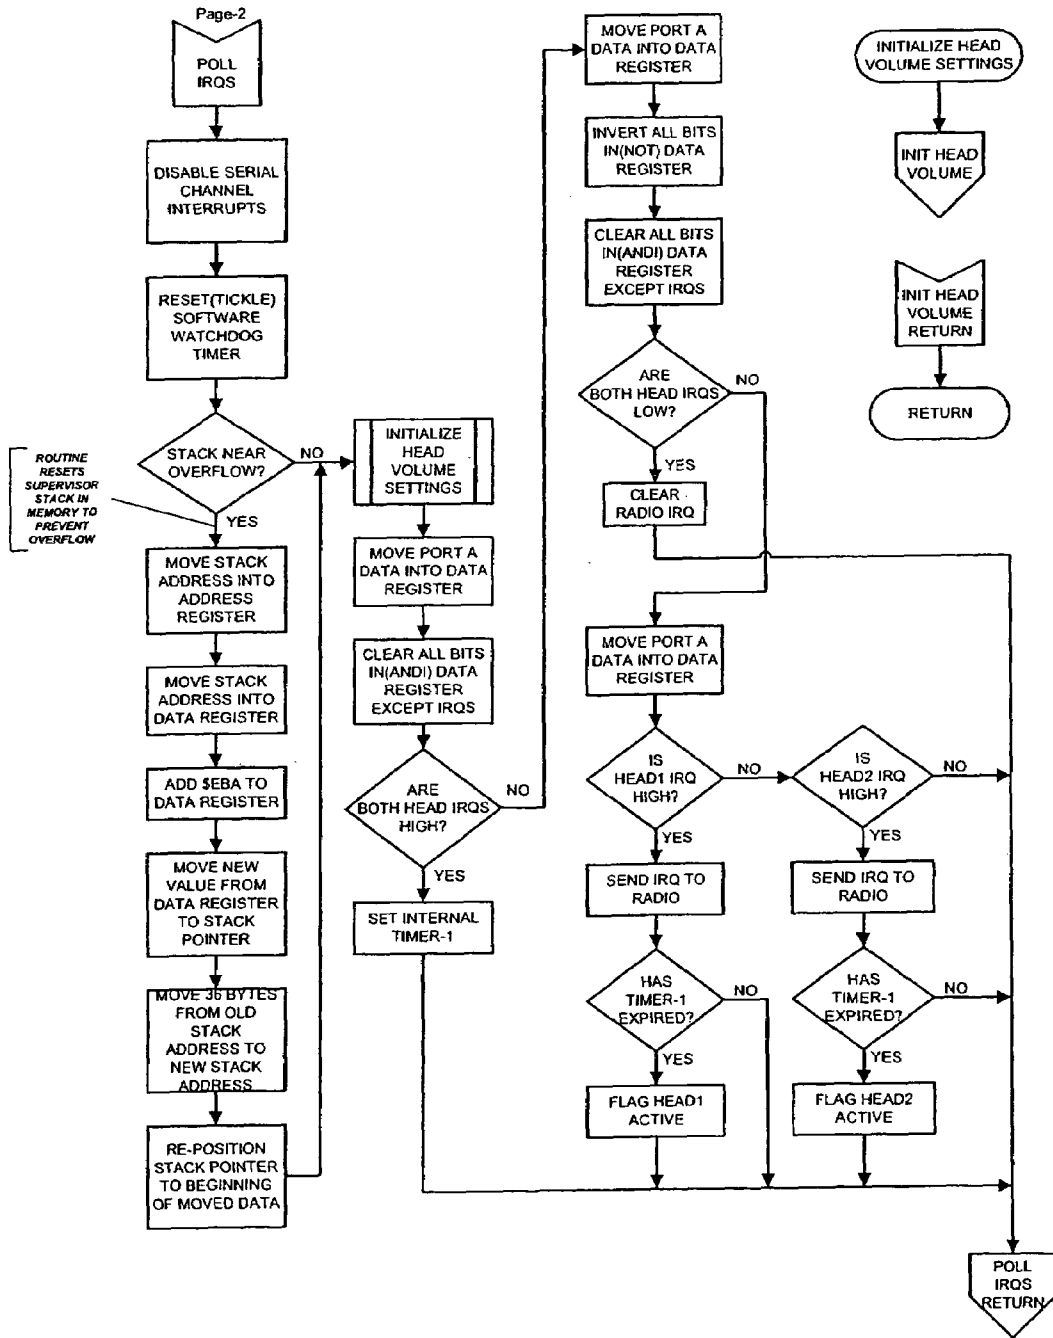 Page-2
POLL
IRQS
DISABLE SERIAL
CHANNEL
INTERRUPTS
RESET(TICKLE)
SOFTWARE
WATCHDOG
TIMER
STACK NEAR
OVERFLOW?
NO
YES
ROUTINE
RESETS
SUPERVISOR
STACK IN
MEMORY TO
PREVENT
OVERFLOW
MOVE STACK
ADDRESS INTO
ADDRESS
REGISTER
MOVE STACK
ADDRESS INTO
DATA REGISTER
ADD $EBA TO
DATA REGISTER
MOVE NEW
VALUE FROM
DATA REGISTER
TO STACK
POINTER
MOVE 36 BYTES
FROM OLD
STACK
ADDRESS TO
NEW STACK
ADDRESS
RE-POSITION
STACK POINTER
TO BEGINNING
OF MOVED DATA
INITIALIZE
HEAD
VOLUME
SETTINGS
MOVE PORT A
DATA INTO DATA
REGISTER
CLEAR ALL BITS
IN(ANDI) DATA
REGISTER
EXCEPT IRQS
ARE
BOTH HEAD IRQS
HIGH?
NO
YES
SET INTERNAL
TIMER-1
MOVE PORT A
DATA INTO DATA
REGISTER
INVERT ALL BITS
IN(NOT) DATA
REGISTER
CLEAR ALL BITS
IN(ANDI) DATA
REGISTER
EXCEPT IRQS
ARE
BOTH HEAD IRQS
LOW?
NO
YES
CLEAR
RADIO IRQ
MOVE PORT A
DATA INTO DATA
REGISTER
IS
HEAD1 IRQ
HIGH?
NO
YES
SEND IRQ TO
RADIO
HAS
TIMER-1
EXPIRED?
NO
YES
FLAG HEAD1
ACTIVE
IS
HEAD2 IRQ
HIGH?
NO
YES
SEND IRQ TO
RADIO
HAS
TIMER-1
EXPIRED?
NO
YES
FLAG HEAD2
ACTIVE
INITIALIZE HEAD
VOLUME SETTINGS
INIT HEAD
VOLUME
INIT HEAD
VOLUME
RETURN
RETURN
POLL
IRQS
RETURN